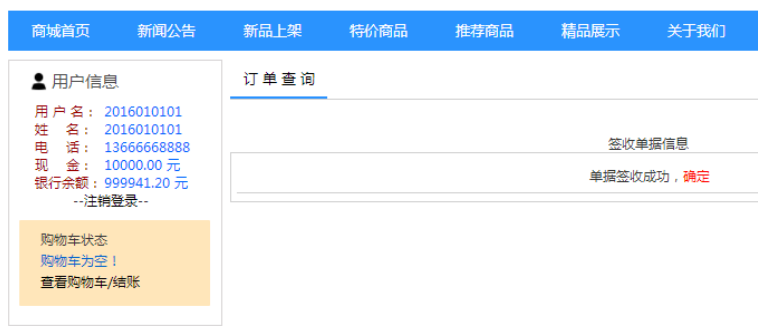 商城首页 新闻公告 新品上架 特价商品 推荐商品 精品展示 关于我们
用户信息
用 户 名： 2016010101
姓 名： 2016010101
电 话： 13666668888
现 金： 10000.00 元
银行余额：999941.20 元
--注销登录--
购物车状态
购物车为空！
查看购物车/结账
订 单 查 询
签收单据信息
单据签收成功，确定